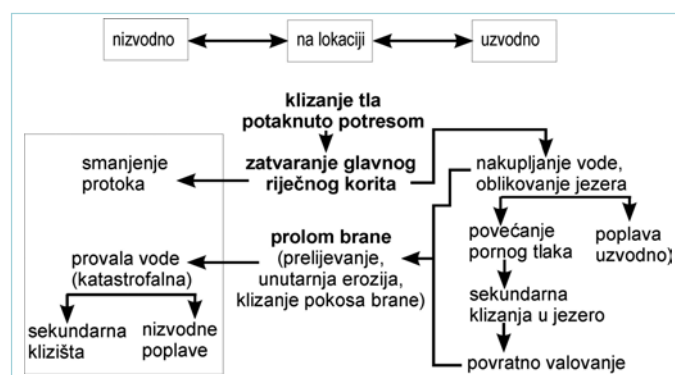 nizvodno
na lokaciji
uzvodno
klizanje tla
potaknuto potresom
smanjenje
protoka
zatvaranje glavnog
riječnog korita
nakupljanje vode,
oblikovanje jezera
provala vode
(katastrofalna)
prolom brane
(prelijevanje,
unutarnja erozija,
klizanje pokosa brane)
povećanje
pornog tlaka
poplava
uzvodno)
sekundarna
klizišta
nizvodne
poplave
sekundarna
klizanja u jezero
povratno valovanje